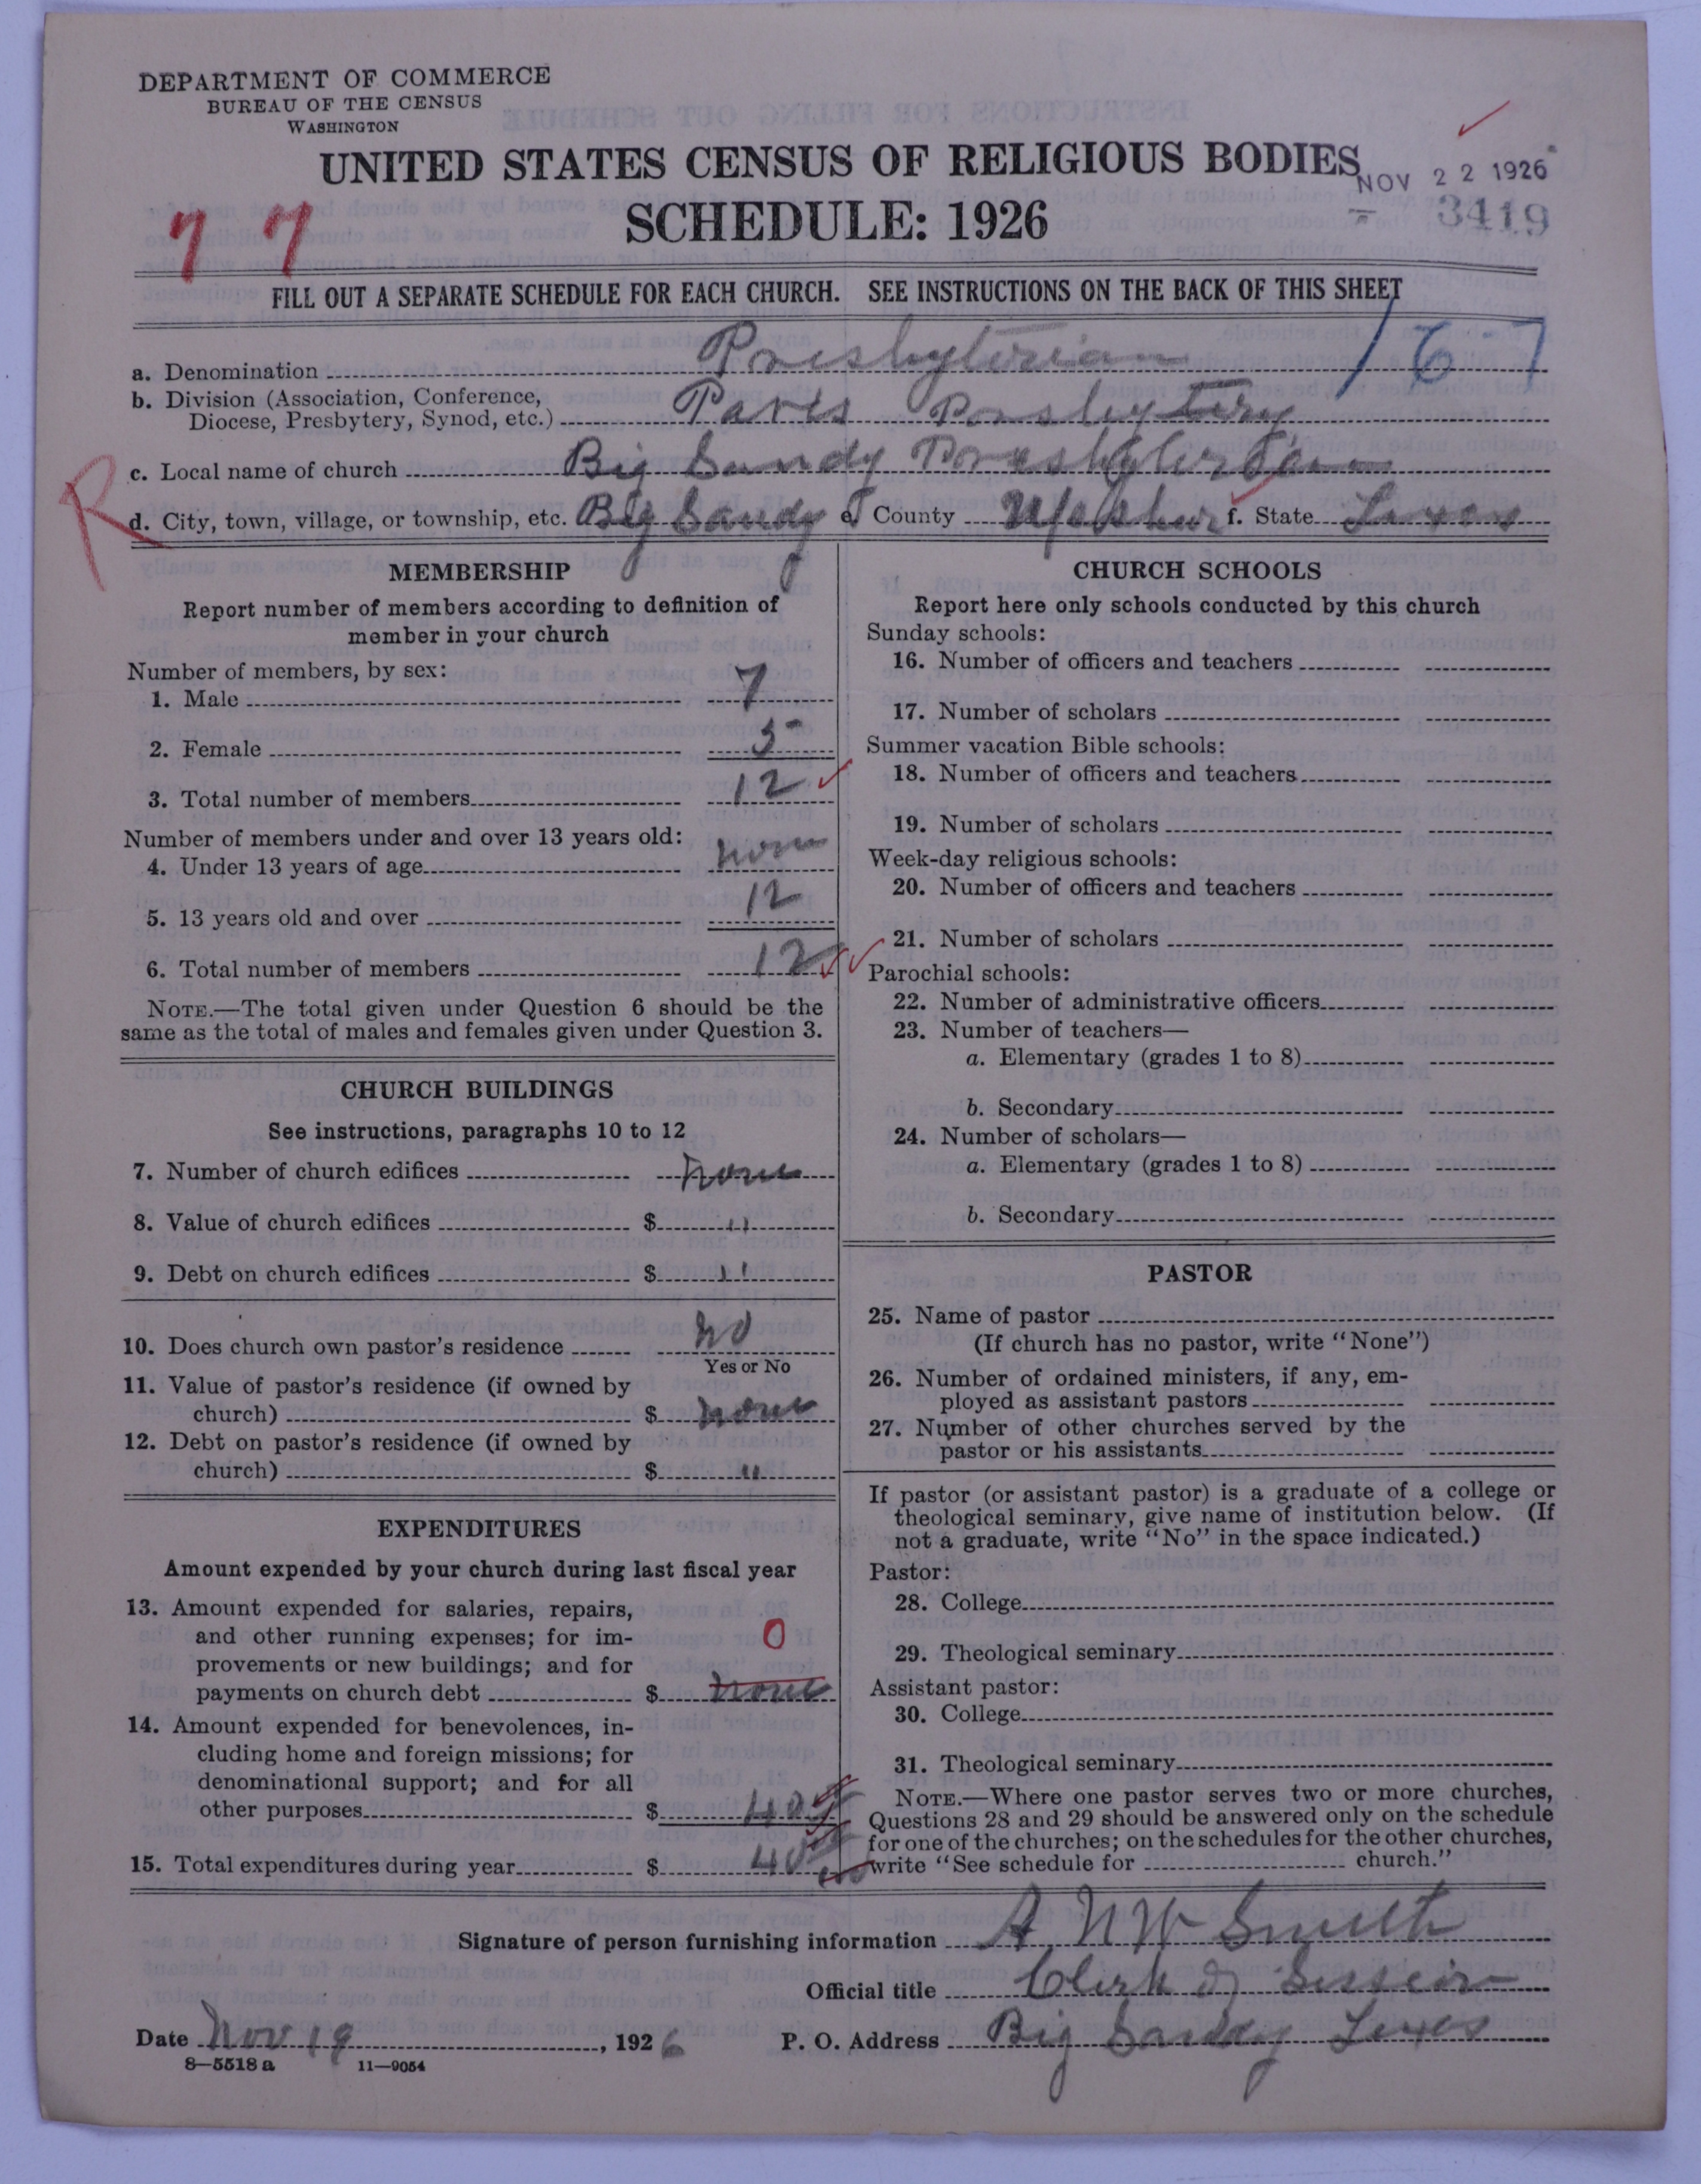 DEPARTMENT OF COMMERCE
BUREAU OF THE CENSUS
WASHINGTON
UNITED STATES CENSUS OF RELIGIOUS BODIES
NOV 22 1926
SCHEDULE: 1926
3419
7 7
FILL OUT A SEPARATE SCHEDULE FOR EACH CHURCH. SEE INSTRUCTIONS ON THE BACK OF THIS SHEET
167
a. Denomination Presbyterian
b. Division (Association, Conference, Diocese, Presbytery, Synod, etc.) Paris Presbytery
c. Local name of church Big Sandy Presbyterian
R
d. City, town, village, or township, etc. Big Sandy e. County Upshur f. State Texas
MEMBERSHIP
Report number of members according to definition of
member in your church
Number of members, by sex:
1. Male 7
2. Female 5
3. Total number of members 12
Number of members under and over 13 years old:
4. Under 13 years of age none
5. 13 years old and over 12
6. Total number of members 12
NOTE.—The total given under Question 6 should be the
same as the total of males and females given under Question 3.
CHURCH BUILDINGS
See instructions, paragraphs 10 to 12
7. Number of church edifices none
8. Value of church edifices $ "
9. Debt on church edifices $ "
10. Does church own pastor's residence no
Yes or No
11. Value of pastor's residence (if owned by
church) $ none
12. Debt on pastor's residence (if owned by
church) $ "
EXPENDITURES
Amount expended by your church during last fiscal year
13. Amount expended for salaries, repairs,
and other running expenses; for im-
provements or new buildings; and for
payments on church debt $ none
0
14. Amount expended for benevolences, in-
cluding home and foreign missions; for
denominational support; and for all
other purposes $ 40
15. Total expenditures during year $ 40
CHURCH SCHOOLS
Report here only schools conducted by this church
Sunday schools:
16. Number of officers and teachers
17. Number of scholars
Summer vacation Bible schools:
18. Number of officers and teachers
19. Number of scholars
Week-day religious schools:
20. Number of officers and teachers
21. Number of scholars
Parochial schools:
22. Number of administrative officers
23. Number of teachers—
a. Elementary (grades 1 to 8)
b. Secondary
24. Number of scholars—
a. Elementary (grades 1 to 8)
b. Secondary
PASTOR
25. Name of pastor
(If church has no pastor, write "None")
26. Number of ordained ministers, if any, em-
ployed as assistant pastors
27. Number of other churches served by the
pastor or his assistants
If pastor (or assistant pastor) is a graduate of a college or
theological seminary, give name of institution below. (If
not a graduate, write "No" in the space indicated.)
Pastor:
28. College
29. Theological seminary
Assistant pastor:
30. College
31. Theological seminary
NOTE.—Where one pastor serves two or more churches,
Questions 28 and 29 should be answered only on the schedule
for one of the churches; on the schedules for the other churches,
write "See schedule for church."
Signature of person furnishing information A N W Smith
Official title Clerk of Session
Date Nov 19, 1926 P. O. Address Big Sandy Texas
8—5518 a 11—9054